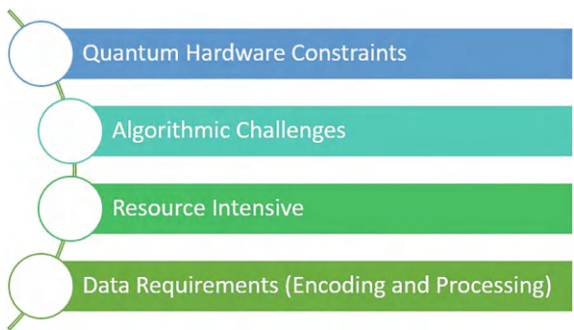 Quantum Hardware Constraints
Algorithmic Challenges
Resource Intensive
Data Requirements (Encoding and Processing)